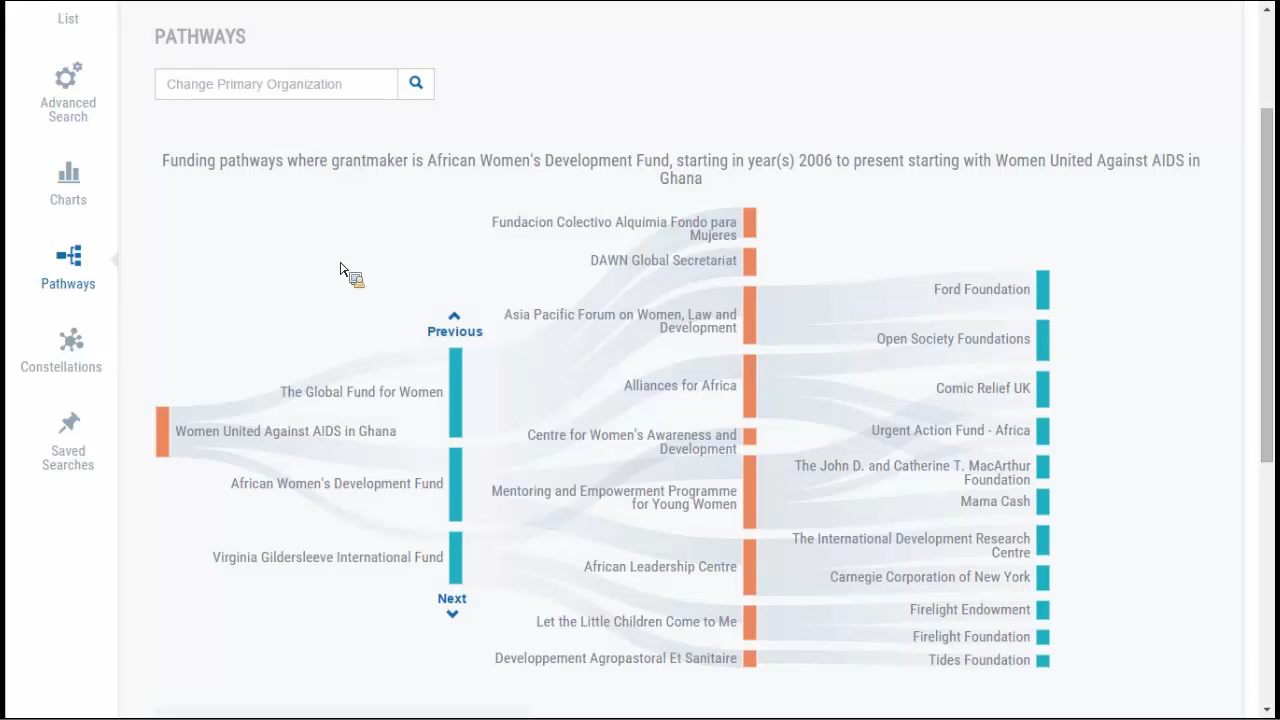 List
Advanced
Search
Charts
Pathways
Constellations
Saved
Searches
PATHWAYS
Change Primary Organization
Funding pathways where grantmaker is African Women's Development Fund, starting in year(s) 2006 to present starting with Women United Against AIDS in
Ghana
Women United Against AIDS in Ghana
Previous
The Global Fund for Women
African Women's Development Fund
Virginia Gildersleeve International Fund
Next
Fundacion Colectivo Alquimia Fondo para
Mujeres
DAWN Global Secretariat
Asia Pacific Forum on Women, Law and
Development
Alliances for Africa
Centre for Women's Awareness and
Development
Mentoring and Empowerment Programme
for Young Women
African Leadership Centre
Let the Little Children Come to Me
Developpement Agropastoral Et Sanitaire
Ford Foundation
Open Society Foundations
Comic Relief UK
Urgent Action Fund - Africa
The John D. and Catherine T. MacArthur
Foundation
Mama Cash
The International Development Research
Centre
Carnegie Corporation of New York
Firelight Endowment
Firelight Foundation
Tides Foundation